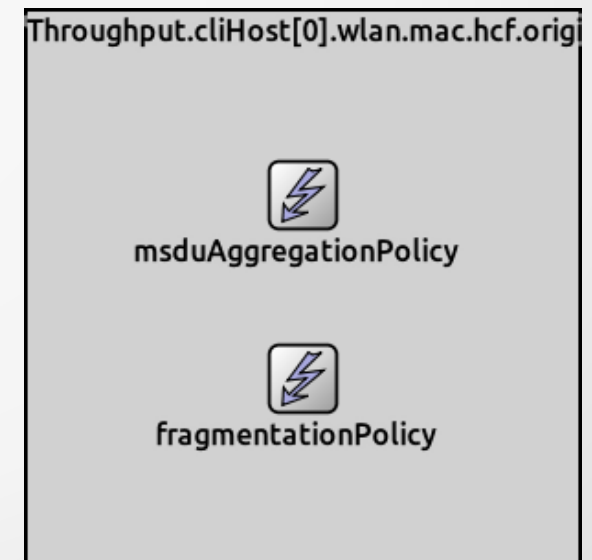 Throughput.cliHost[0].wlan.mac.hcf.origi
msduAggregationPolicy
fragmentationPolicy